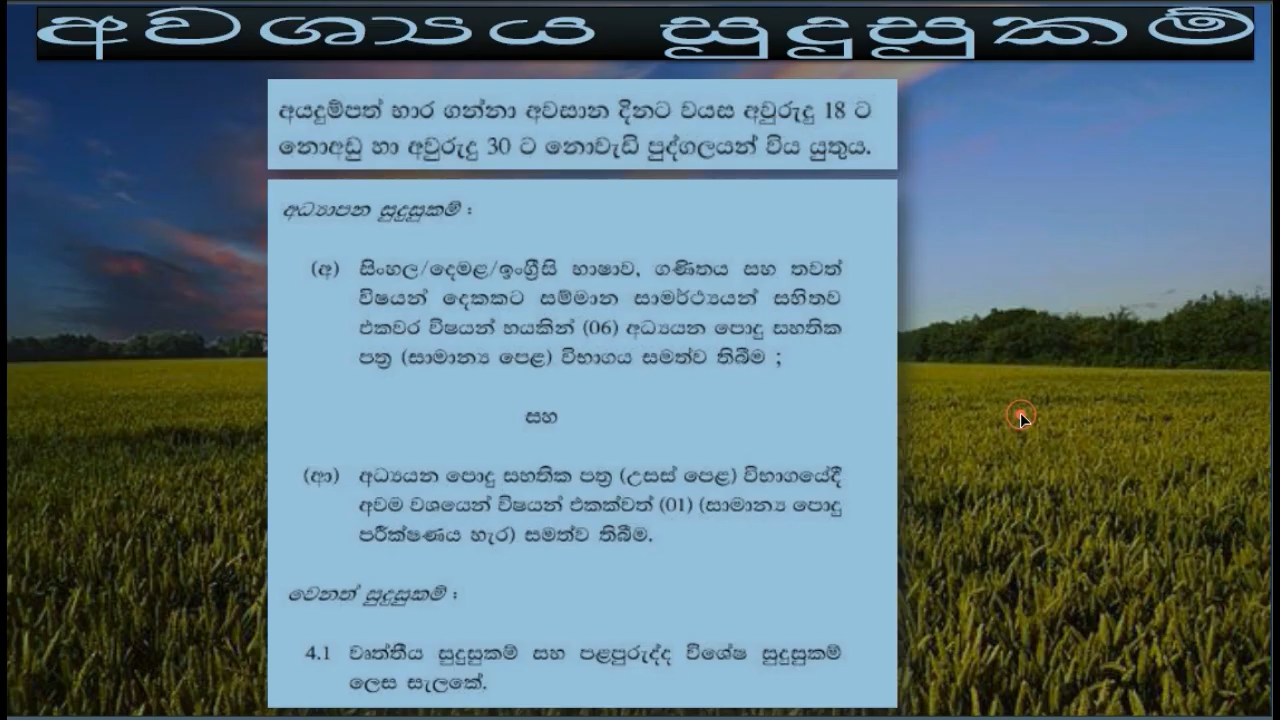 අවශ්‍යය සුදුසුකම්
අයදුම්පත් භාර ගන්නා අවසාන දිනට වයස අවුරුදු 18 ට
නොඅඩු හා අවුරුදු 30 ට නොවැඩි පුද්ගලයන් විය යුතුය.
අධ්‍යාපන සුදුසුකම් :
(අ) සිංහල/දෙමළ/ඉංග්‍රීසි භාෂාව, ගණිතය සහ තවත්
විෂයන් දෙකකට සම්මාන සාමර්ථ්‍යයන් සහිතව
එකවර විෂයන් හයකින් (06) අධ්‍යයන පොදු සහතික
පත්‍ර (සාමාන්‍ය පෙළ) විභාගය සමත්ව තිබීම ;
සහ
(ආ) අධ්‍යයන පොදු සහතික පත්‍ර (උසස් පෙළ) විභාගයේදී
අවම වශයෙන් විෂයන් එකක්වත් (01) (සාමාන්‍ය පොදු
පරීක්ෂණය හැර) සමත්ව තිබීම.
වෙනත් සුදුසුකම් :
4.1 වෘත්තීය සුදුසුකම් සහ පළපුරුද්ද විශේෂ සුදුසුකම්
ලෙස සැලකේ.